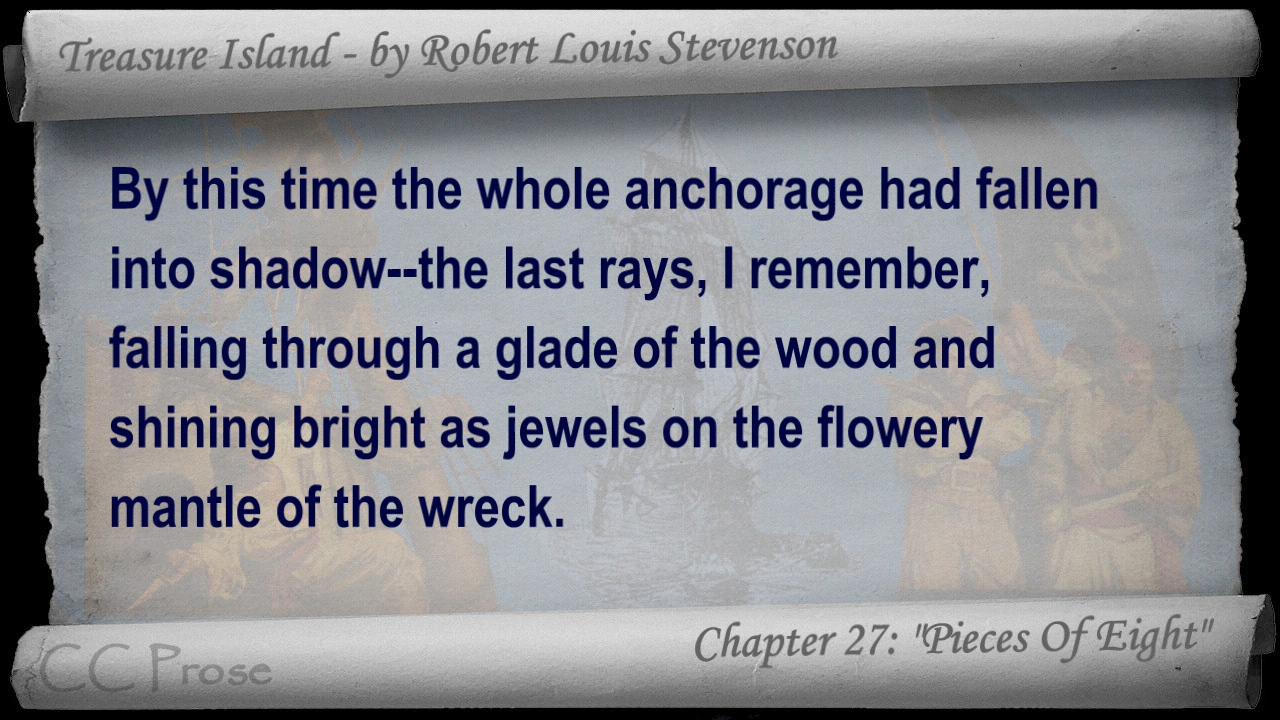 Treasure Island - by Robert Louis Stevenson
By this time the whole anchorage had fallen
into shadow--the last rays, I remember,
falling through a glade of the wood and
shining bright as jewels on the flowery
mantle of the wreck.
Chapter 27: "Pieces Of Eight"
CC Prose